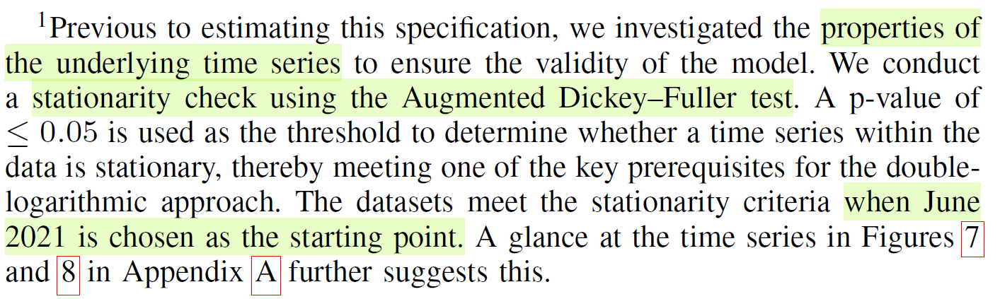 ¹Previous to estimating this specification, we investigated the properties of
the underlying time series to ensure the validity of the model. We conduct
a stationarity check using the Augmented Dickey–Fuller test. A p-value of
≤ 0.05 is used as the threshold to determine whether a time series within the
data is stationary, thereby meeting one of the key prerequisites for the double-
logarithmic approach. The datasets meet the stationarity criteria when June
2021 is chosen as the starting point. A glance at the time series in Figures 7
and 8 in Appendix A further suggests this.